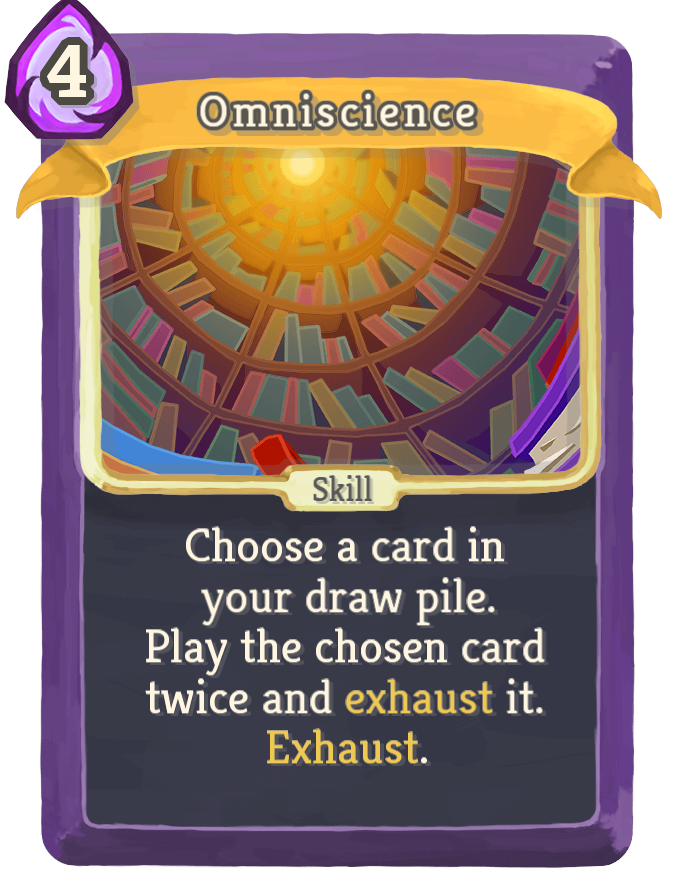 4
Omniscience
Skill
Choose a card in
your draw pile.
Play the chosen card
twice and exhaust it.
Exhaust.